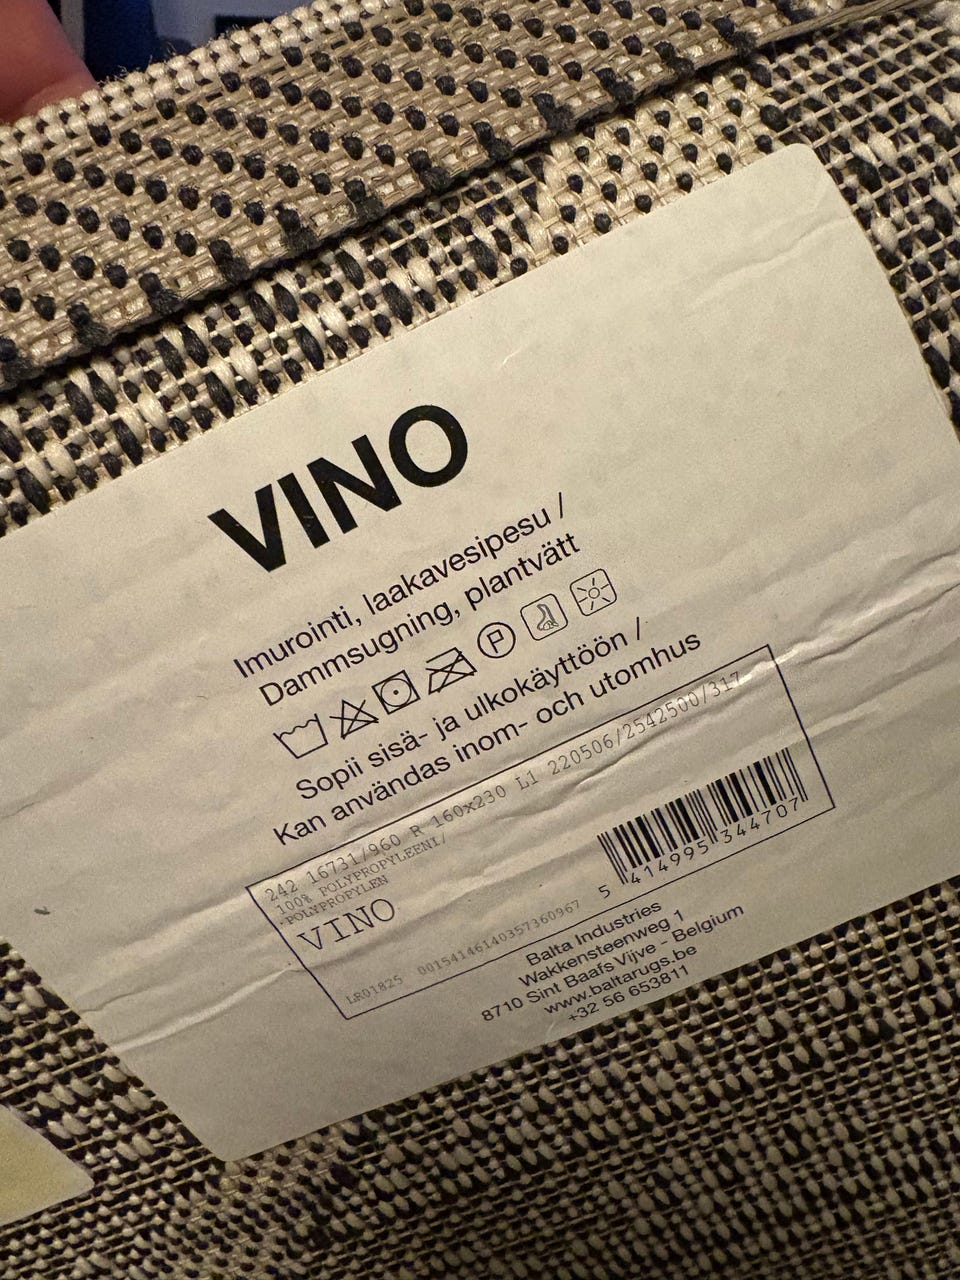 VINO
Imurointi, laakavesipesu /
Dammsugning, plantvätt
P
Sopii sisä- ja ulkokäyttöön /
Kan användas inom- och utomhus
242 16731/960 R 160x230 L1 220506/2542500/317
100% POLYPROPYLEENI/
POLYPROPYLEN
VINO
LR01825 00154146140357360967
5 414995 344707
Balta Industries
Wakkensteenweg 1
8710 Sint Baafs Vijve - Belgium
www.baltarugs.be
+32 56 653811